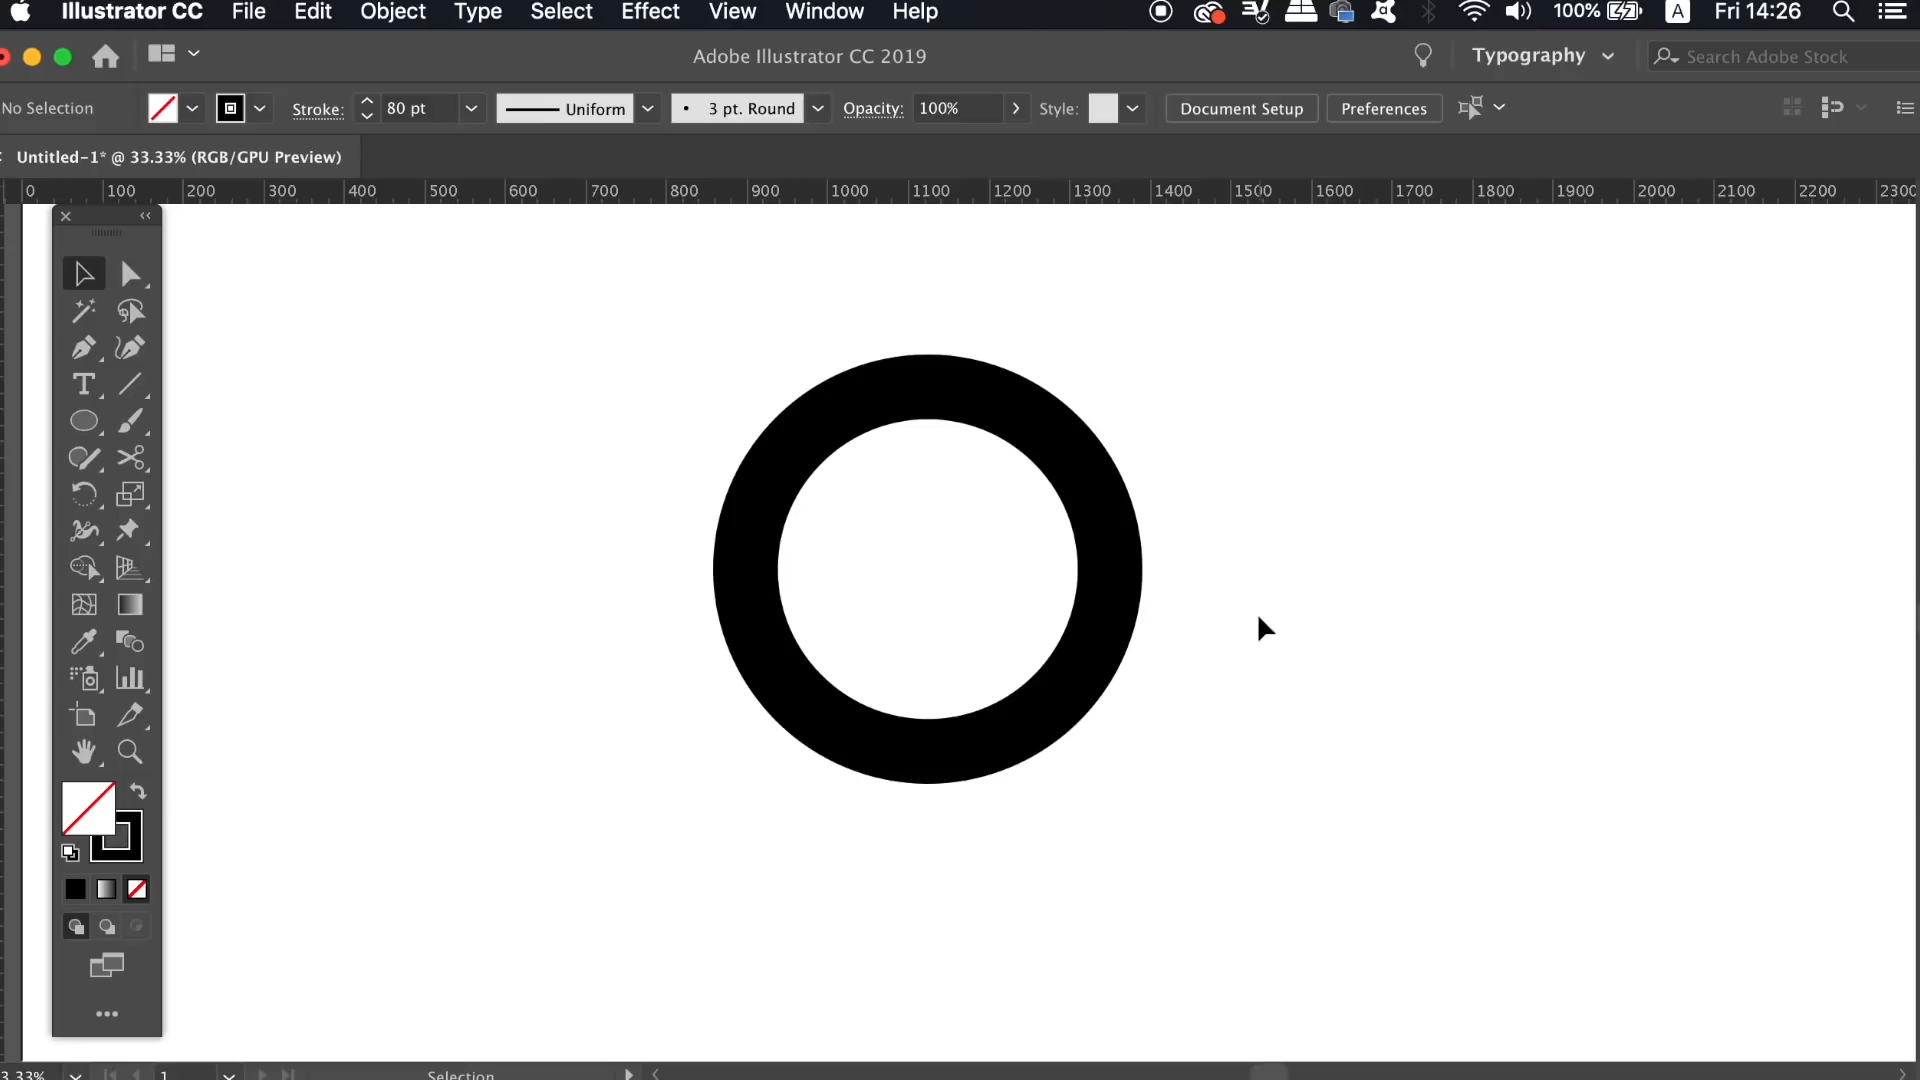 Illustrator CC File Edit Object Type Select Effect View Window Help 100% A Fri 14:26
Adobe Illustrator CC 2019 Typography Search Adobe Stock
No Selection Stroke: 80 pt Uniform 3 pt. Round Opacity: 100% Style: Document Setup Preferences
Untitled-1* @ 33.33% (RGB/GPU Preview)
0 100 200 300 400 500 600 700 800 900 1000 1100 1200 1300 1400 1500 1600 1700 1800 1900 2000 2100 2200 2300
3.33% 1 Selection